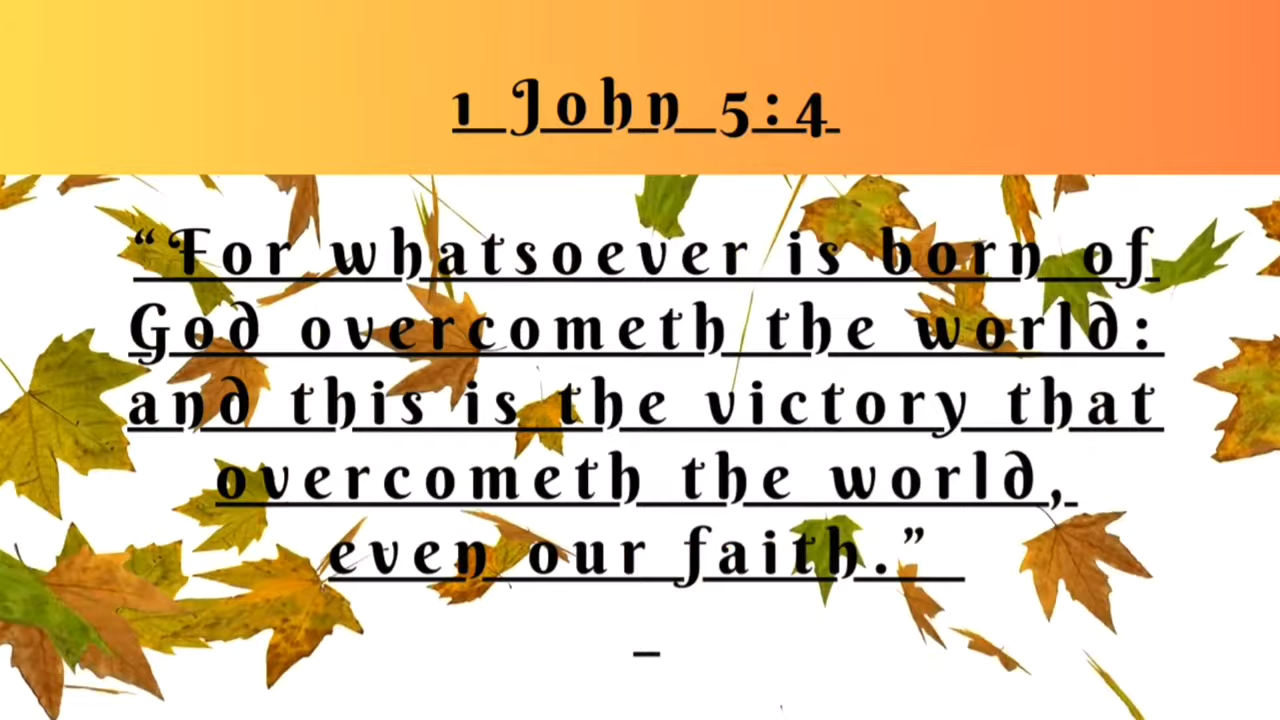 1 John 5:4
“For whatsoever is born of
God overcometh the world:
and this is the victory that
overcometh the world,
even our faith.”